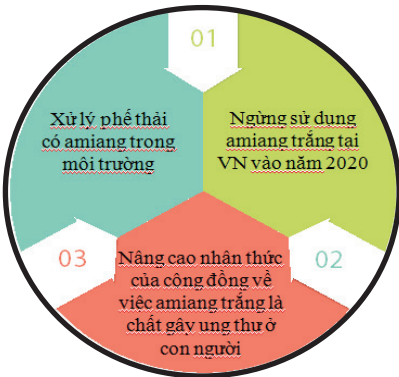 01
Ngừng sử dụng
amiang trắng tại
VN vào năm 2020
02
Nâng cao nhân thức
của công đồng về
việc amiang trắng là
chất gây ung thư ở
con người
03
Xử lý phế thải
có amiang trong
môi trường